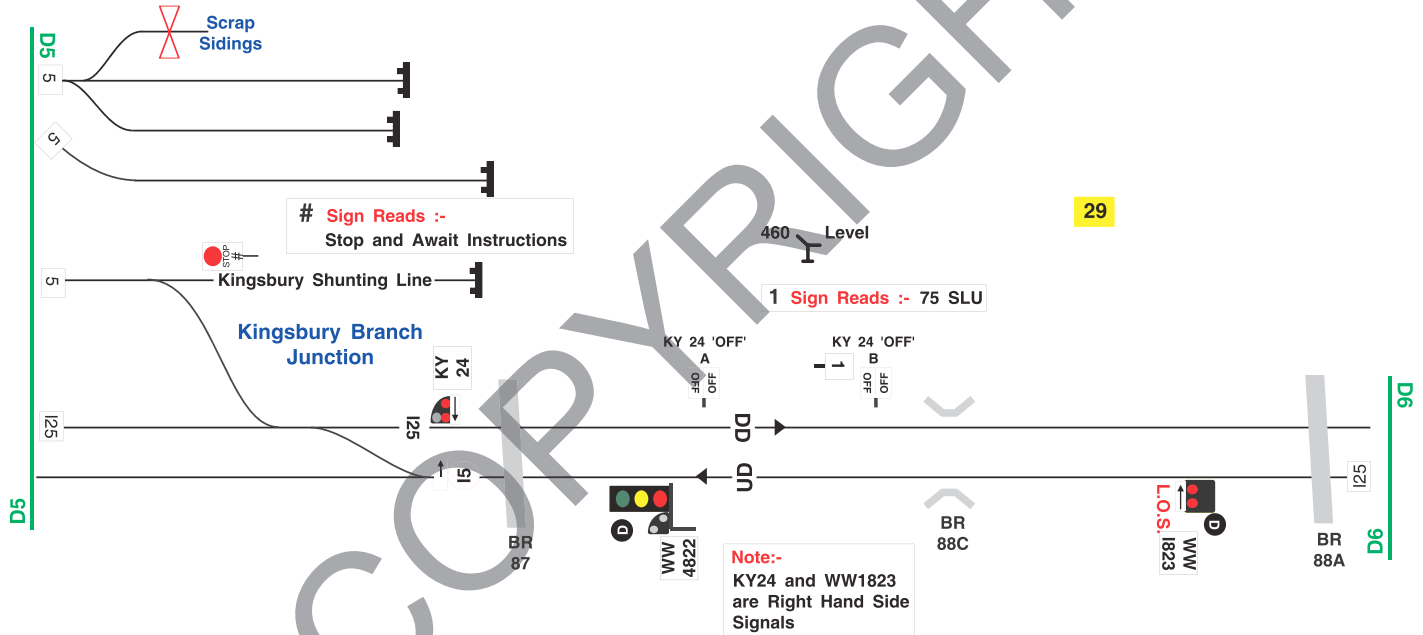 D5
Scrap
Sidings
5
5
# Sign Reads :-
Stop and Await Instructions
29
460 Level
STOP
#
5
Kingsbury Shunting Line
1 Sign Reads :- 75 SLU
Kingsbury Branch
Junction
KY
24
KY 24 'OFF'
A
OFF
OFF
KY 24 'OFF'
B
OFF
OFF
1
D6
I25
I25
DD
I5
UD
I25
D5
D
WW
4822
BR
87
BR
88C
L.O.S.
WW
I823
D
BR
88A
D6
Note:-
KY24 and WW1823
are Right Hand Side
Signals
COPYRIGHT